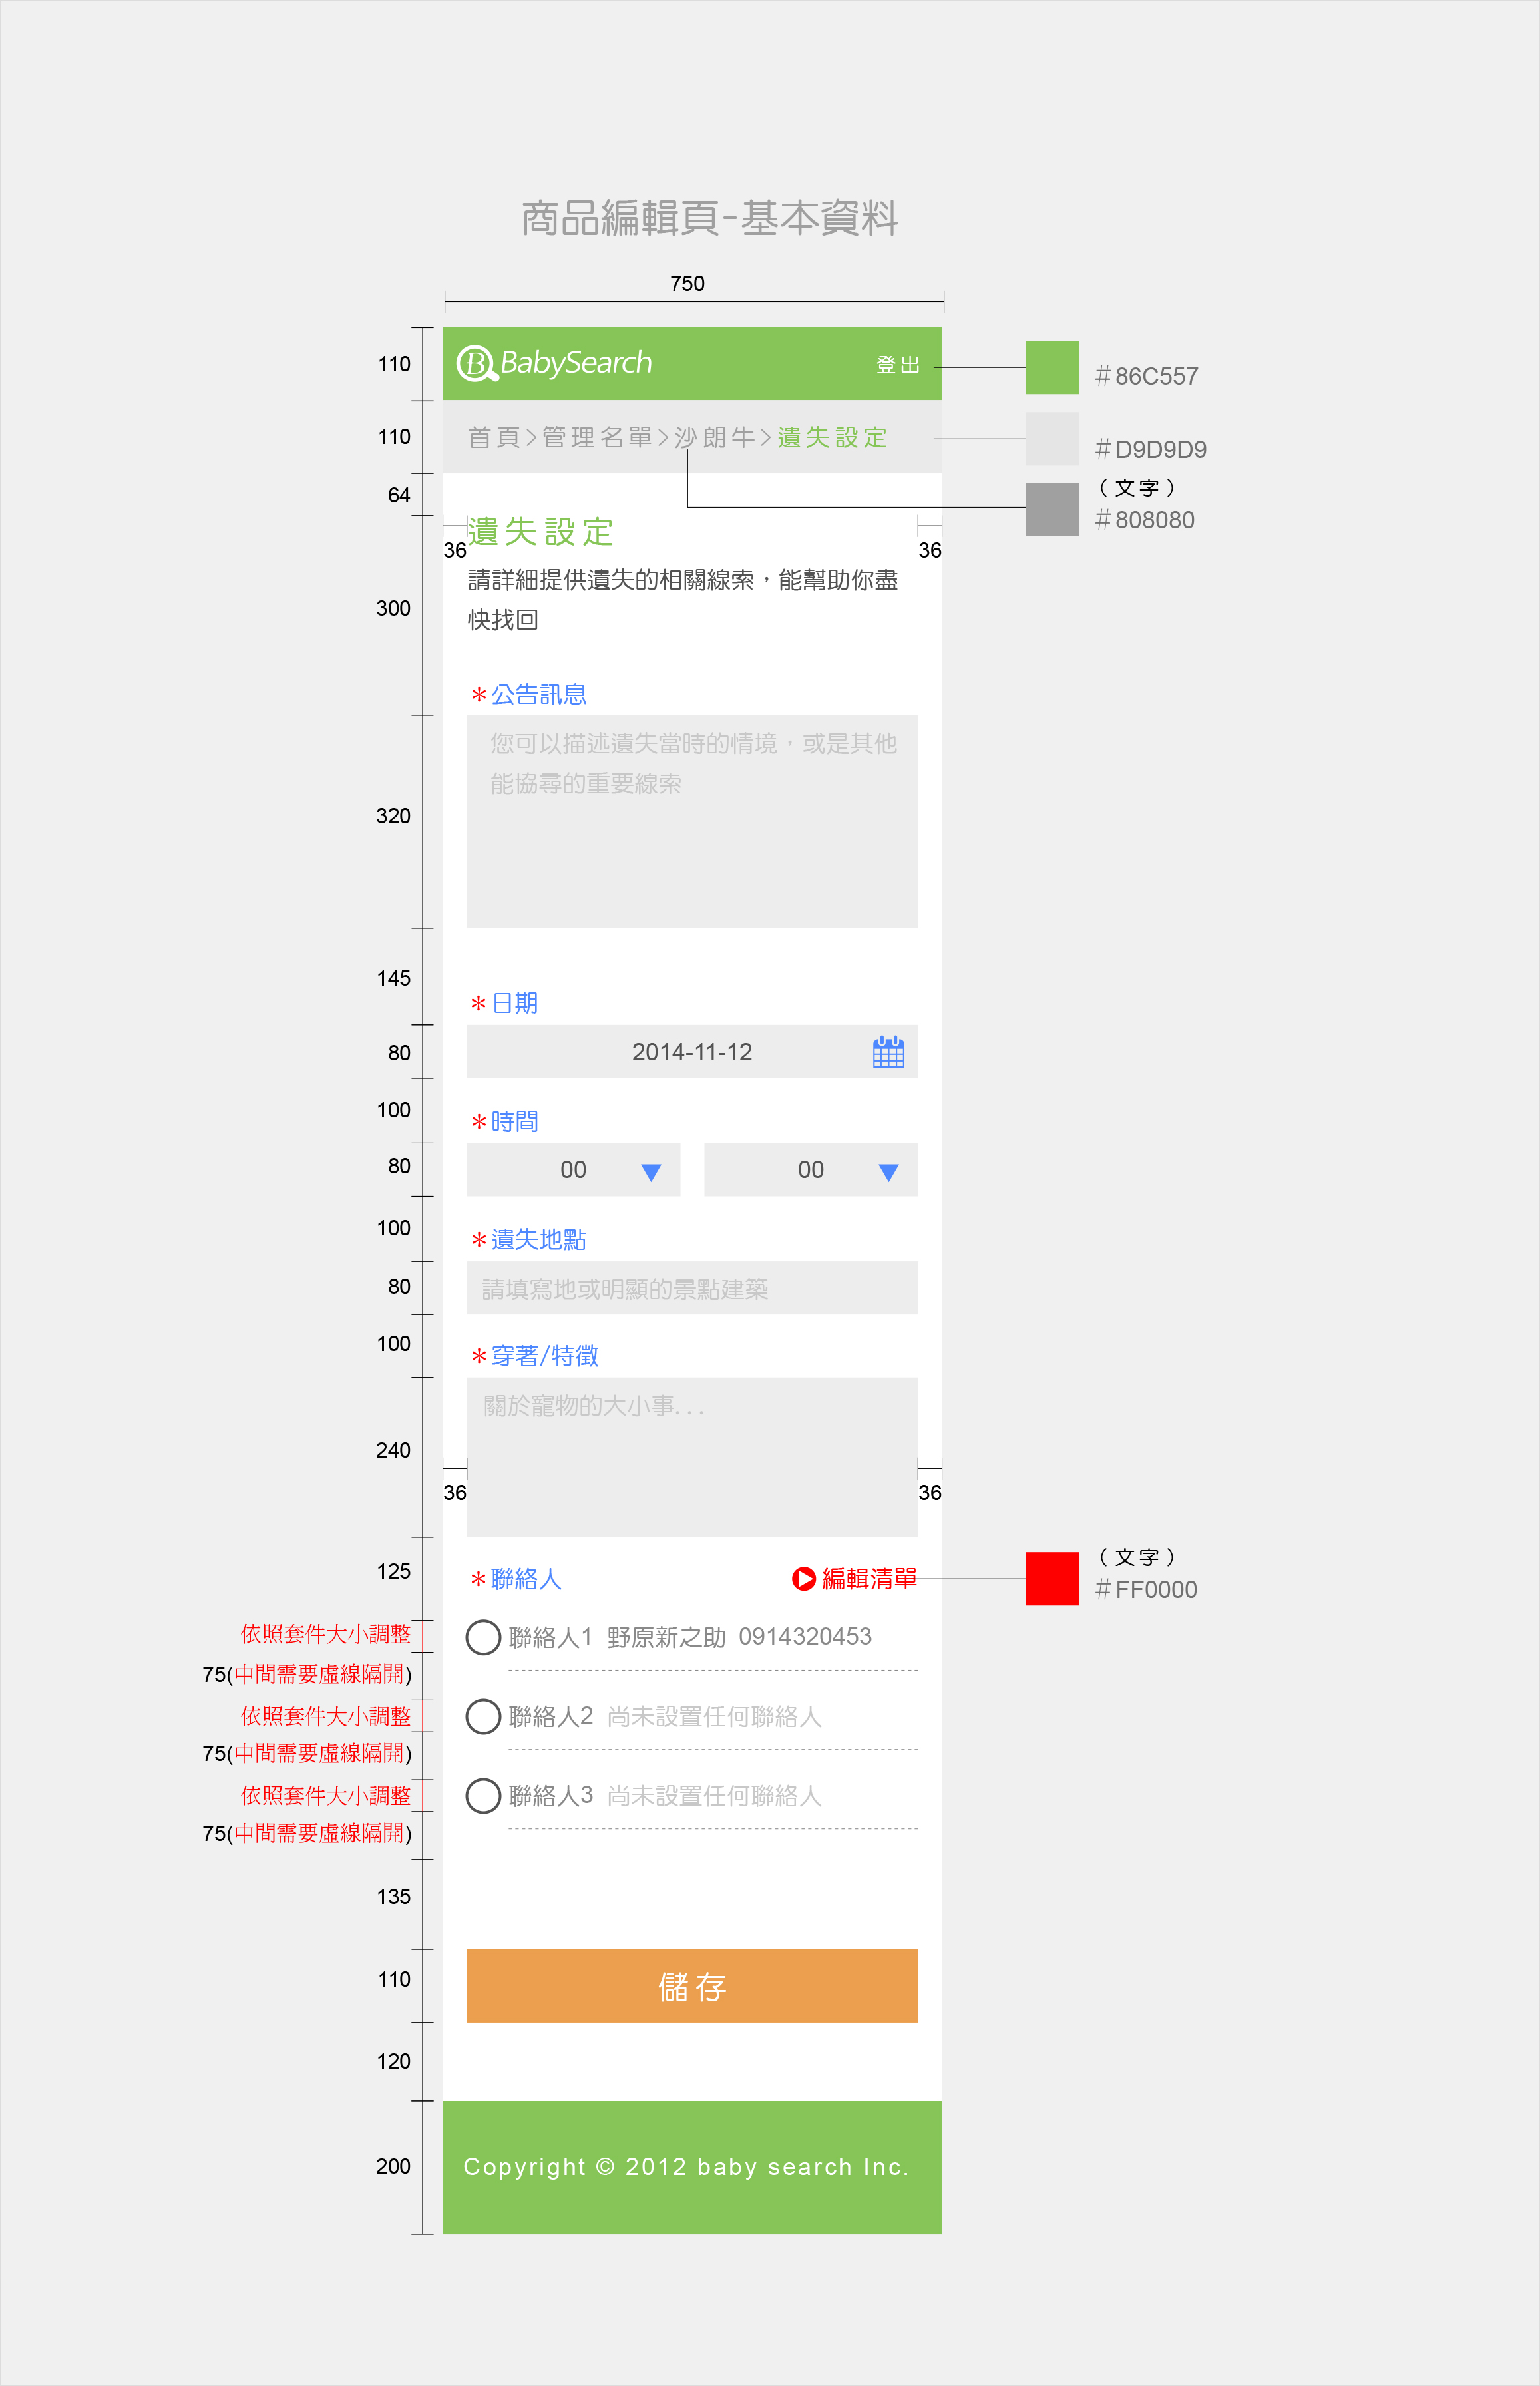 商品編輯頁-基本資料
750
110
BabySearch
登出
#86C557
110
首頁>管理名單>沙朗牛>遺失設定
#D9D9D9
64
(文字)
#808080
遺失設定
36
36
請詳細提供遺失的相關線索，能幫助你盡
快找回
300
*公告訊息
您可以描述遺失當時的情境，或是其他
能協尋的重要線索
320
145
*日期
80
2014-11-12
100
*時間
80
00
00
100
*遺失地點
80
請填寫地或明顯的景點建築
100
*穿著/特徵
關於寵物的大小事...
240
36
36
125
*聯絡人
編輯清單
(文字)
#FF0000
依照套件大小調整
聯絡人1 野原新之助 0914320453
75(中間需要虛線隔開)
依照套件大小調整
聯絡人2 尚未設置任何聯絡人
75(中間需要虛線隔開)
依照套件大小調整
聯絡人3 尚未設置任何聯絡人
75(中間需要虛線隔開)
135
110
儲存
120
200
Copyright © 2012 baby search Inc.